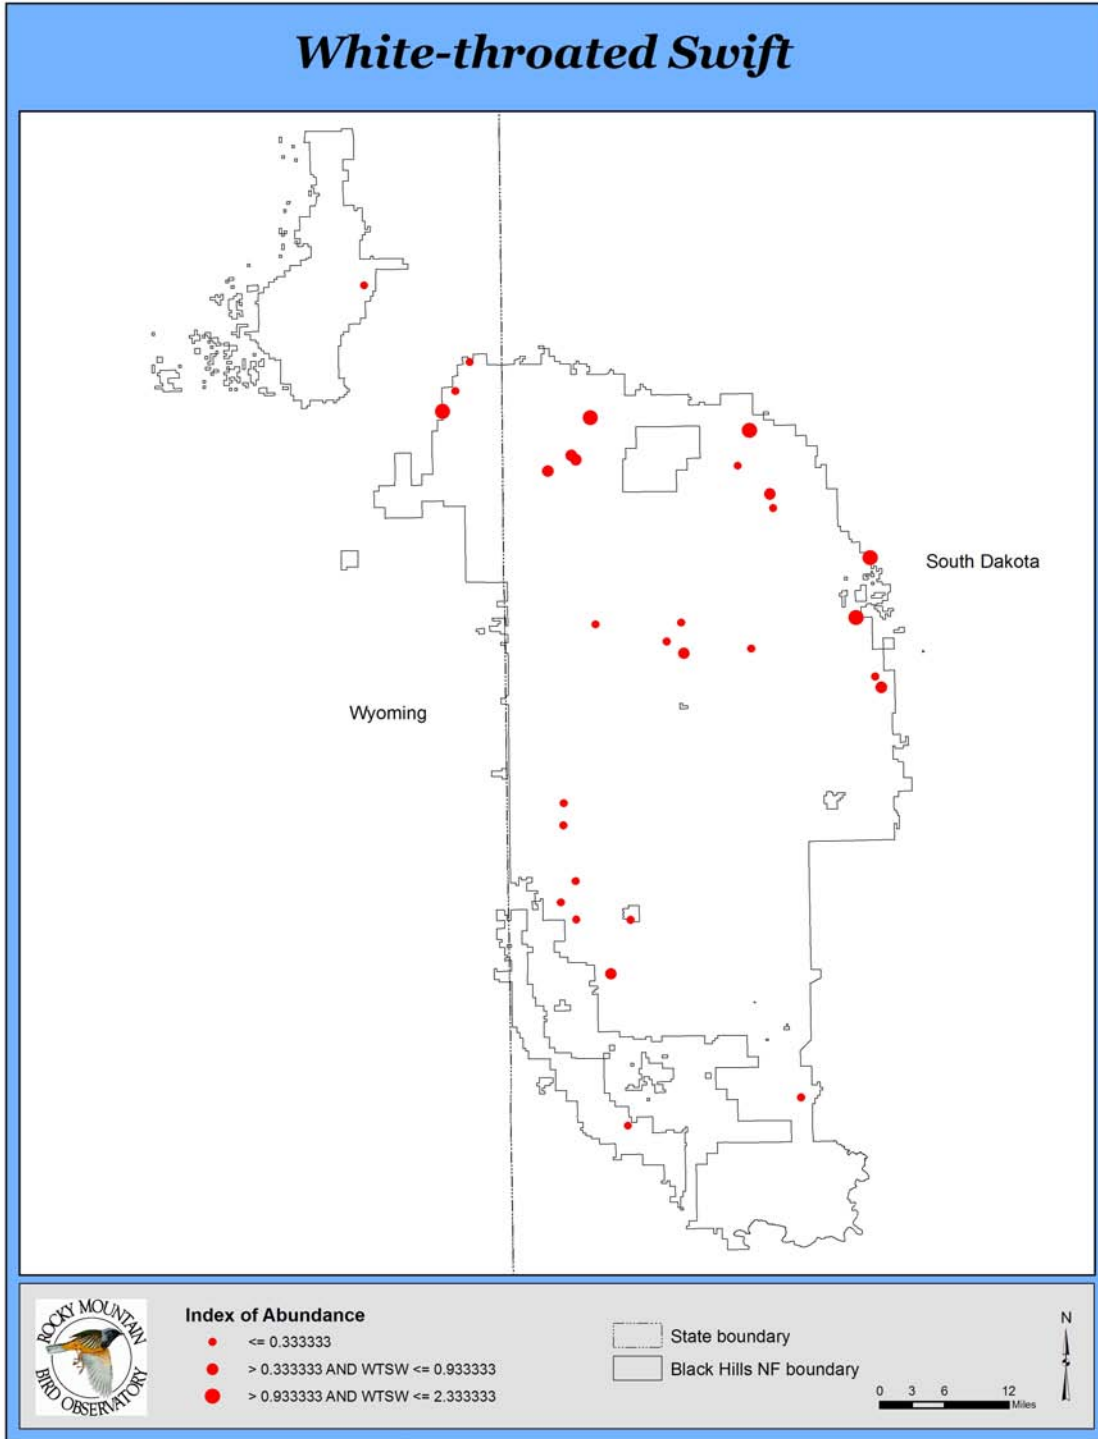 White-throated Swift
South Dakota
Wyoming
ROCKY MOUNTAIN
BIRD OBSERVATORY
Index of Abundance
<= 0.333333
> 0.333333 AND WTSW <= 0.933333
> 0.933333 AND WTSW <= 2.333333
State boundary
Black Hills NF boundary
N
0 3 6 12
Miles